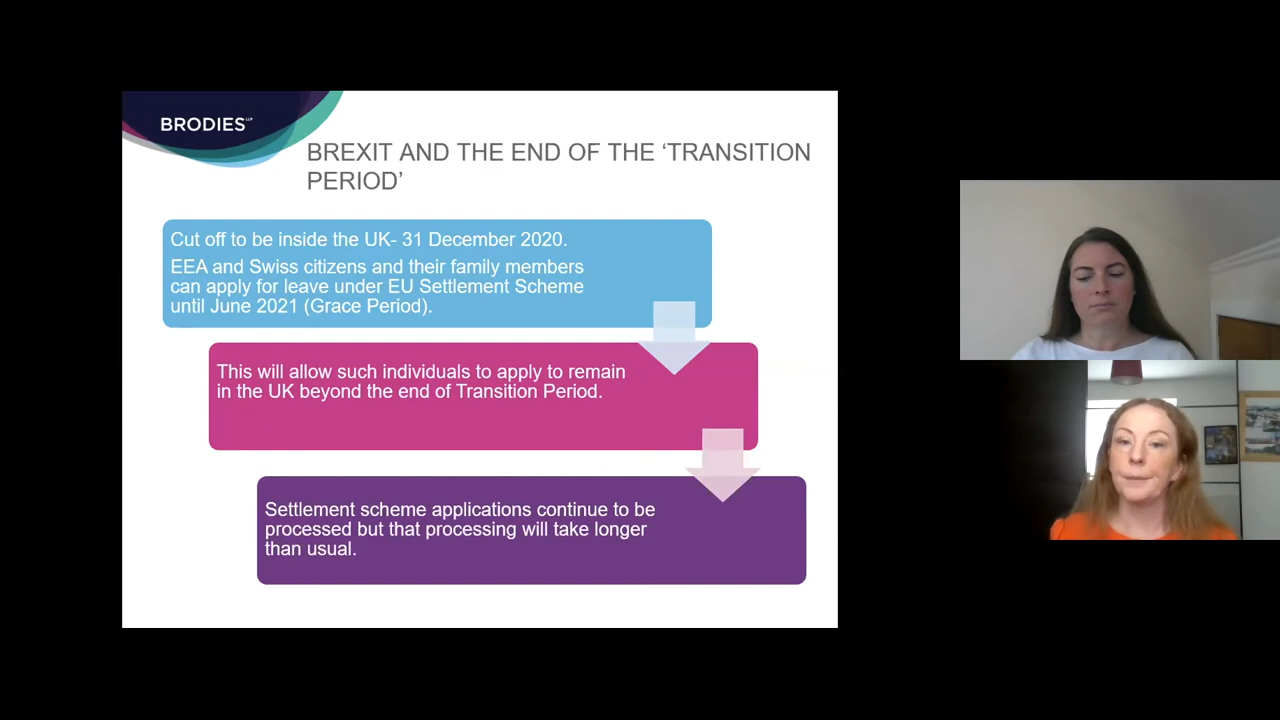 BRODIES LLP
BREXIT AND THE END OF THE ‘TRANSITION
PERIOD’
Cut off to be inside the UK- 31 December 2020.
EEA and Swiss citizens and their family members
can apply for leave under EU Settlement Scheme
until June 2021 (Grace Period).
This will allow such individuals to apply to remain
in the UK beyond the end of Transition Period.
Settlement scheme applications continue to be
processed but that processing will take longer
than usual.